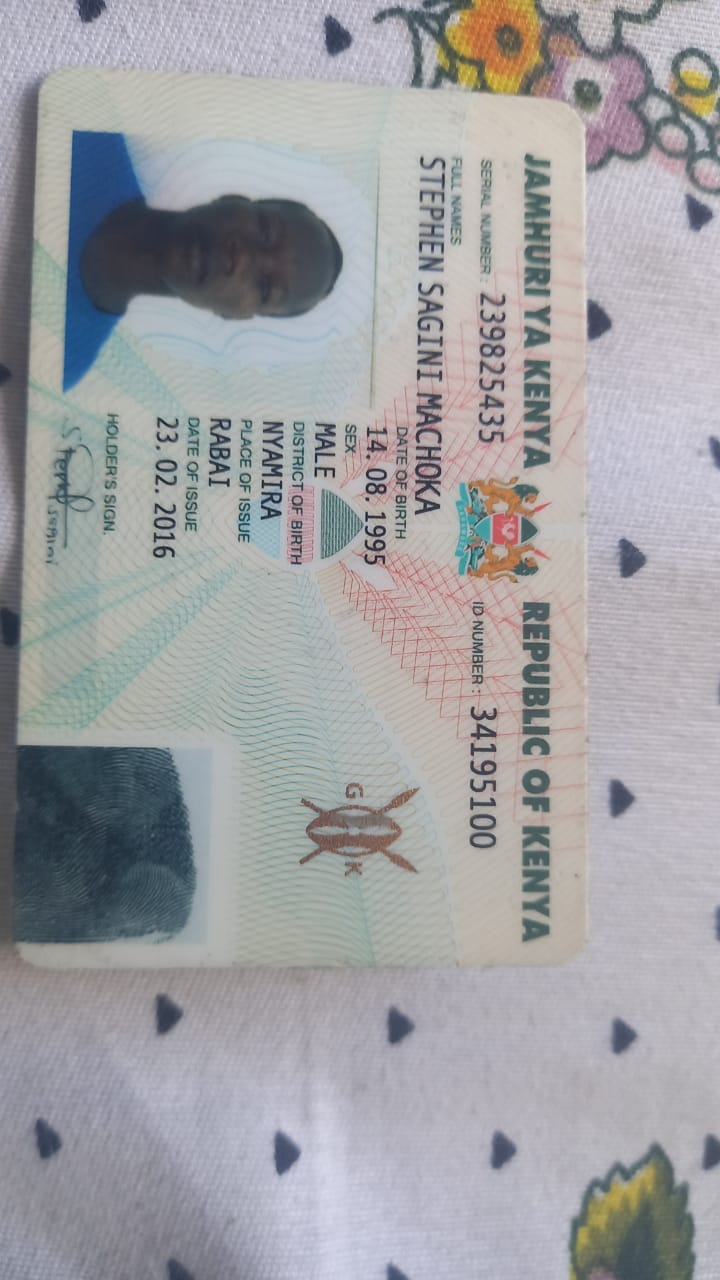 JAMHURI YA KENYA REPUBLIC OF KENYA
SERIAL NUMBER : 239825435 ID NUMBER : 34195100
FULL NAMES
STEPHEN SAGINI MACHOKA
DATE OF BIRTH
14. 08. 1995
SEX
MALE
DISTRICT OF BIRTH
NYAMIRA
PLACE OF ISSUE
RABAI
DATE OF ISSUE
23. 02. 2016
HOLDER'S SIGN.
G K